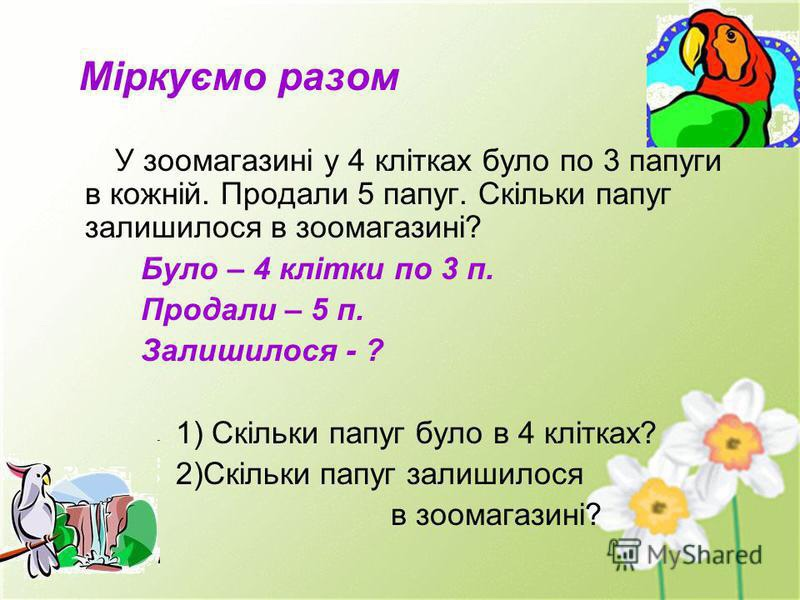 Міркуємо разом
У зоомагазині у 4 клітках було по 3 папуги
в кожній. Продали 5 папуг. Скільки папуг
залишилося в зоомагазині?
Було – 4 клітки по 3 п.
Продали – 5 п.
Залишилося - ?
- 1) Скільки папуг було в 4 клітках?
2)Скільки папуг залишилося
в зоомагазині?
MyShared